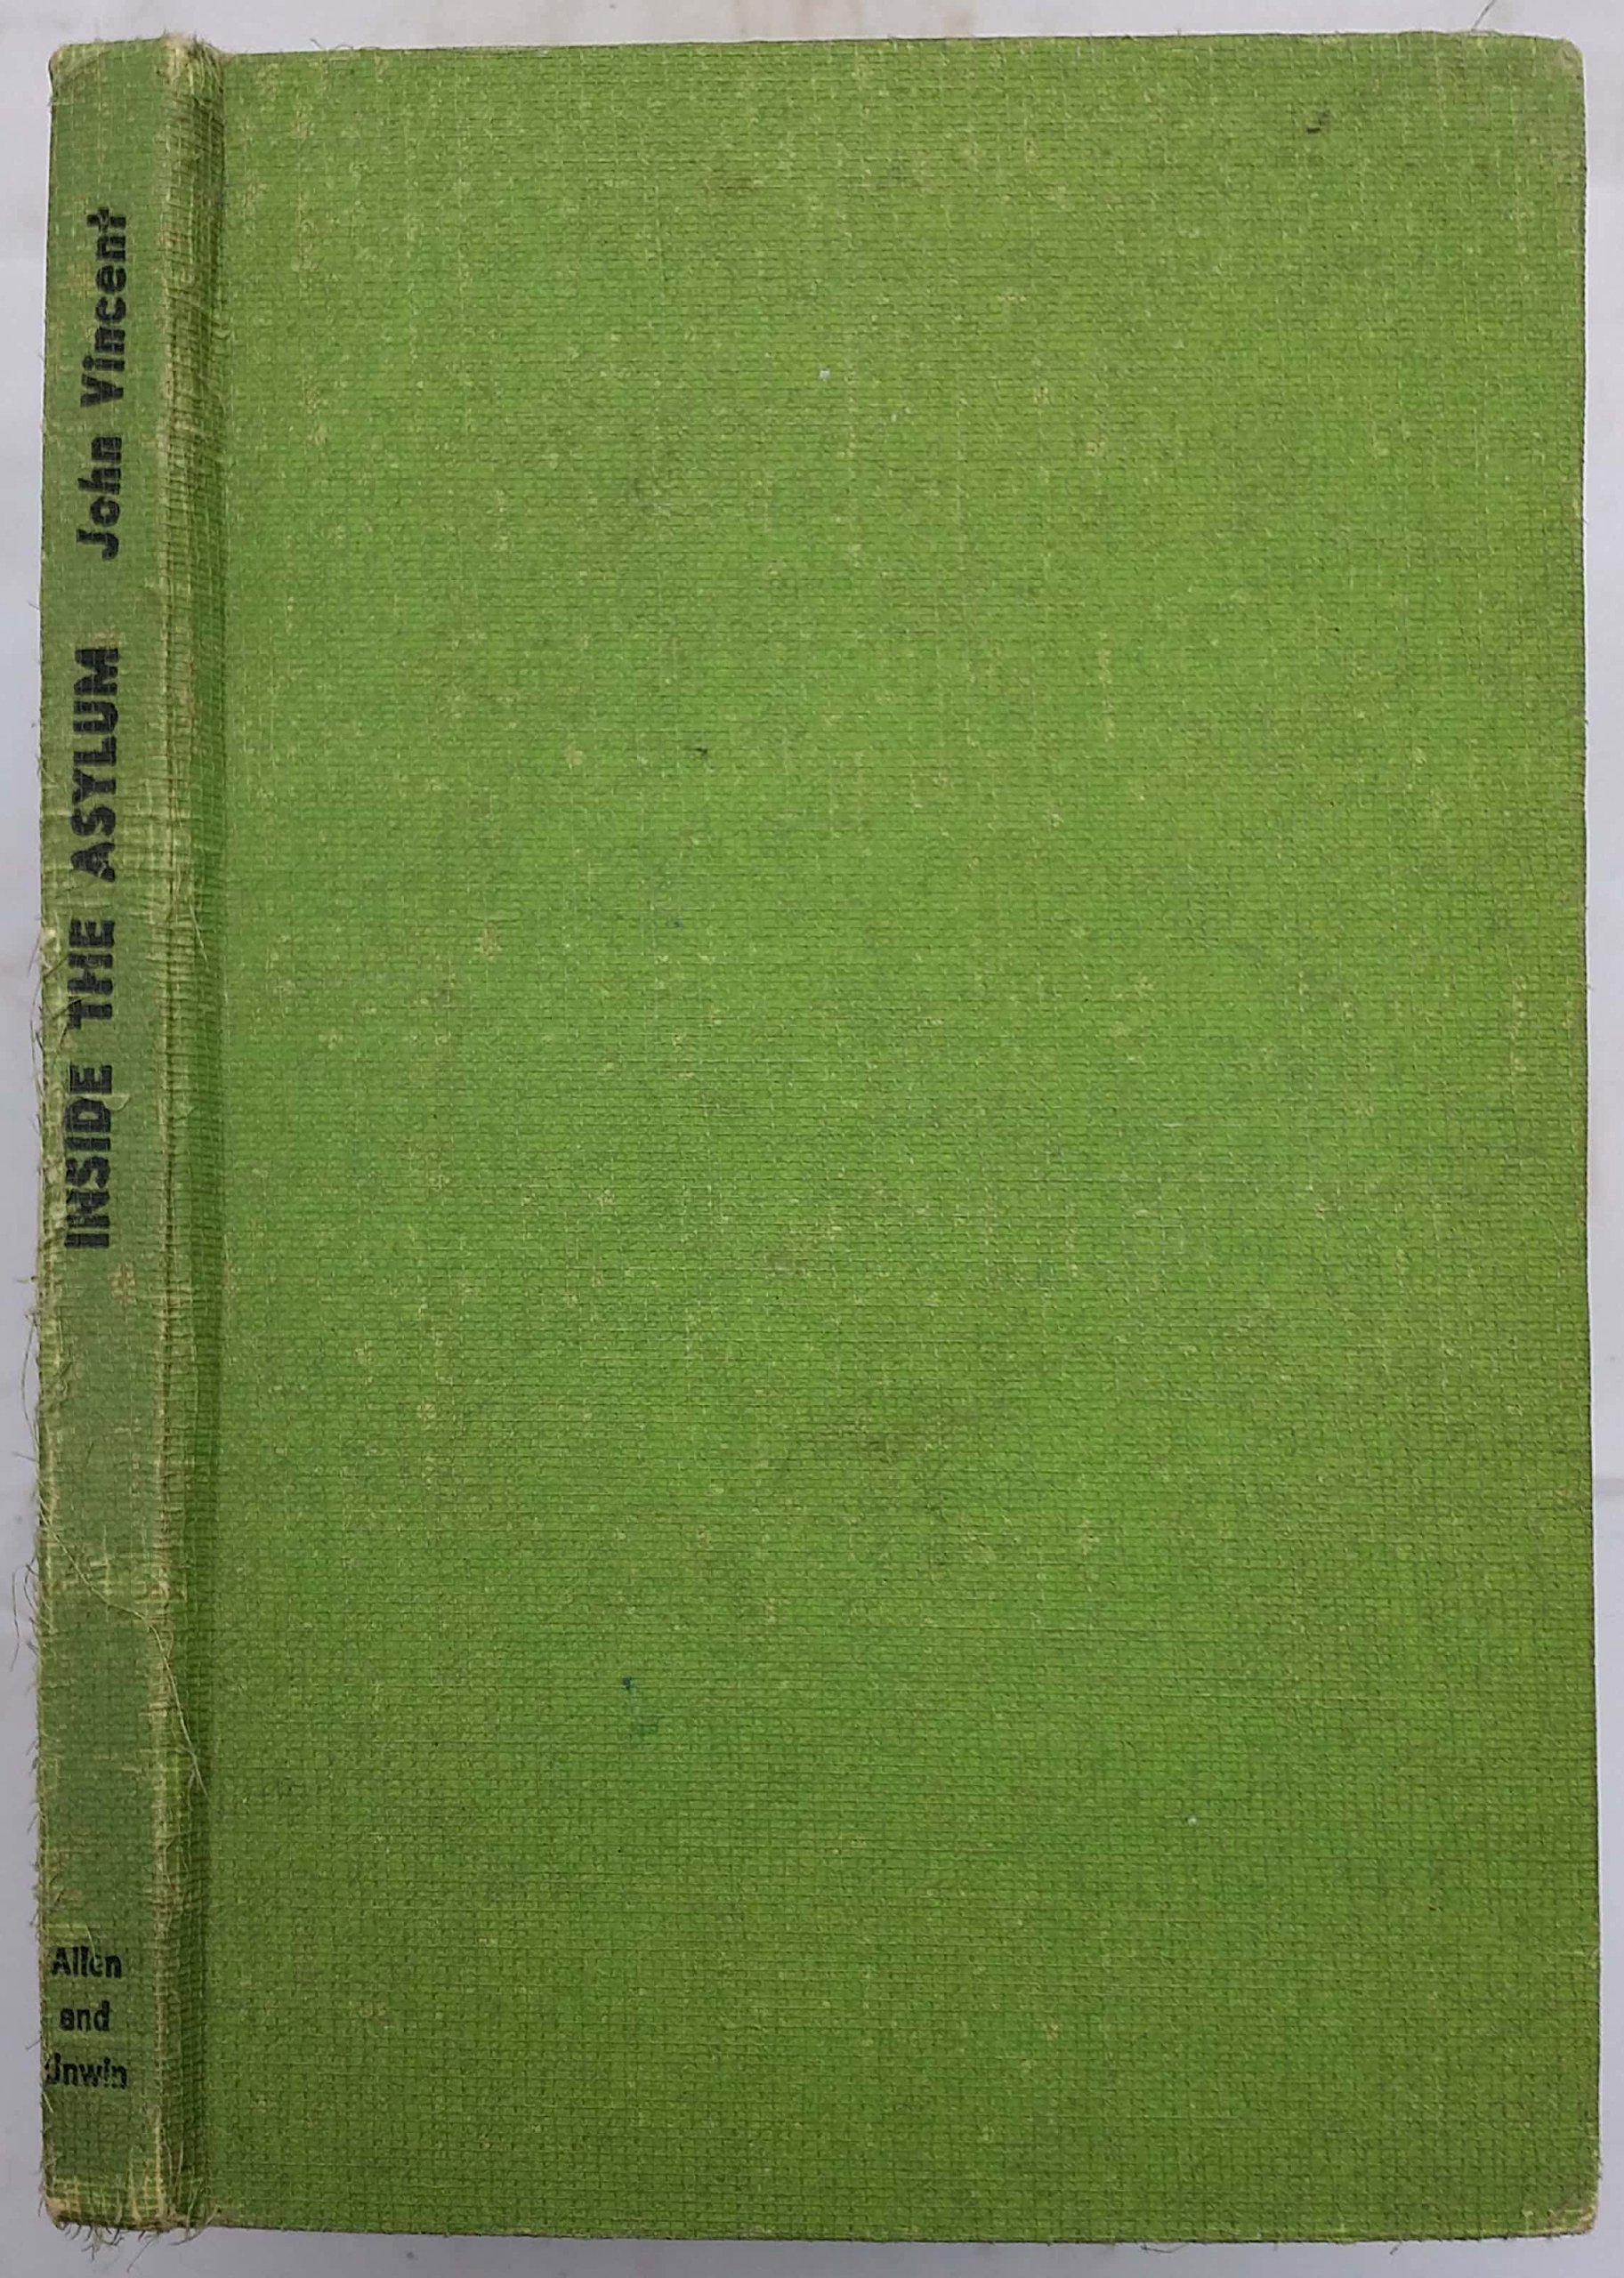 INSIDE THE ASYLUM John Vincent
Allen
and
Unwin